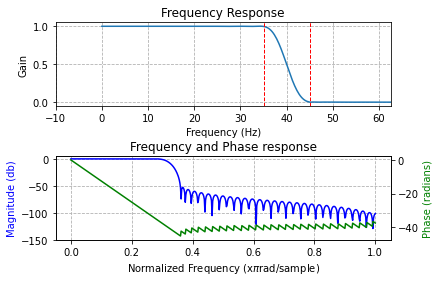 Frequency Response
Gain
1.0
0.5
0.0
-10 0 10 20 30 40 50 60
Frequency (Hz)
Frequency and Phase response
Magnitude (db)
0
−50
−100
−150
0
−20
−40
Phase (radians)
0.0 0.2 0.4 0.6 0.8 1.0
Normalized Frequency (xπrad/sample)